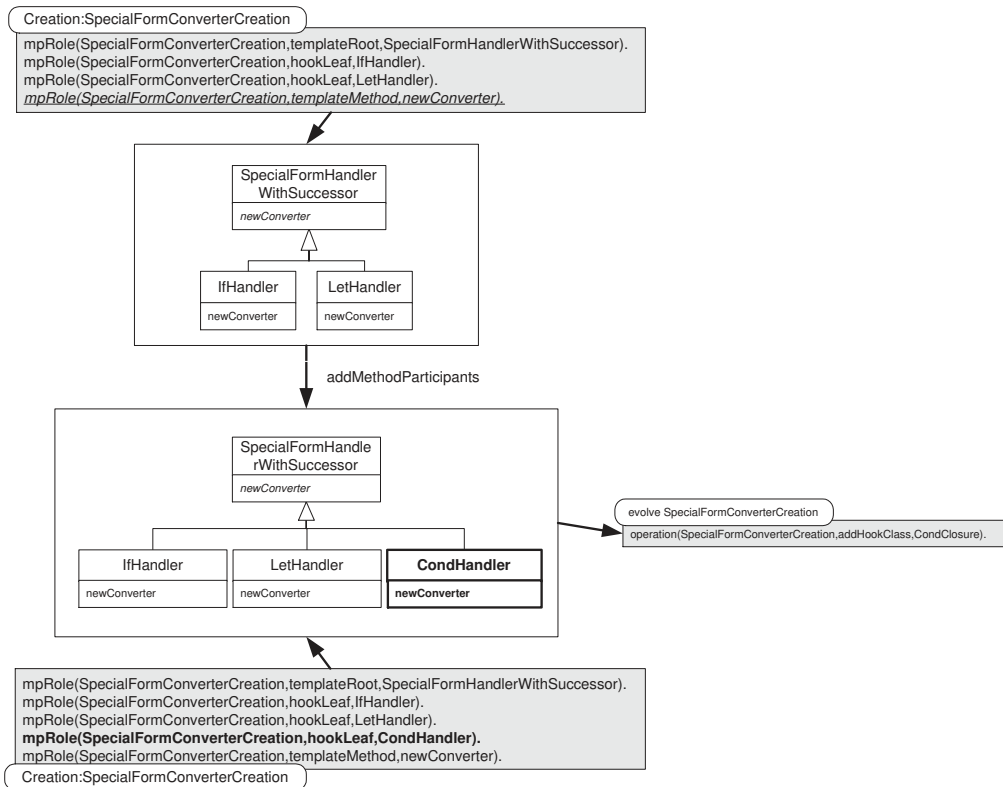 Creation:SpecialFormConverterCreation
mpRole(SpecialFormConverterCreation,templateRoot,SpecialFormHandlerWithSuccessor).
mpRole(SpecialFormConverterCreation,hookLeaf,IfHandler).
mpRole(SpecialFormConverterCreation,hookLeaf,LetHandler).
mpRole(SpecialFormConverterCreation,templateMethod,newConverter).
SpecialFormHandler
WithSuccessor
newConverter
IfHandler
newConverter
LetHandler
newConverter
addMethodParticipants
SpecialFormHandle
rWithSuccessor
newConverter
IfHandler
newConverter
LetHandler
newConverter
CondHandler
newConverter
evolve SpecialFormConverterCreation
operation(SpecialFormConverterCreation,addHookClass,CondClosure).
mpRole(SpecialFormConverterCreation,templateRoot,SpecialFormHandlerWithSuccessor).
mpRole(SpecialFormConverterCreation,hookLeaf,IfHandler).
mpRole(SpecialFormConverterCreation,hookLeaf,LetHandler).
mpRole(SpecialFormConverterCreation,hookLeaf,CondHandler).
mpRole(SpecialFormConverterCreation,templateMethod,newConverter).
Creation:SpecialFormConverterCreation